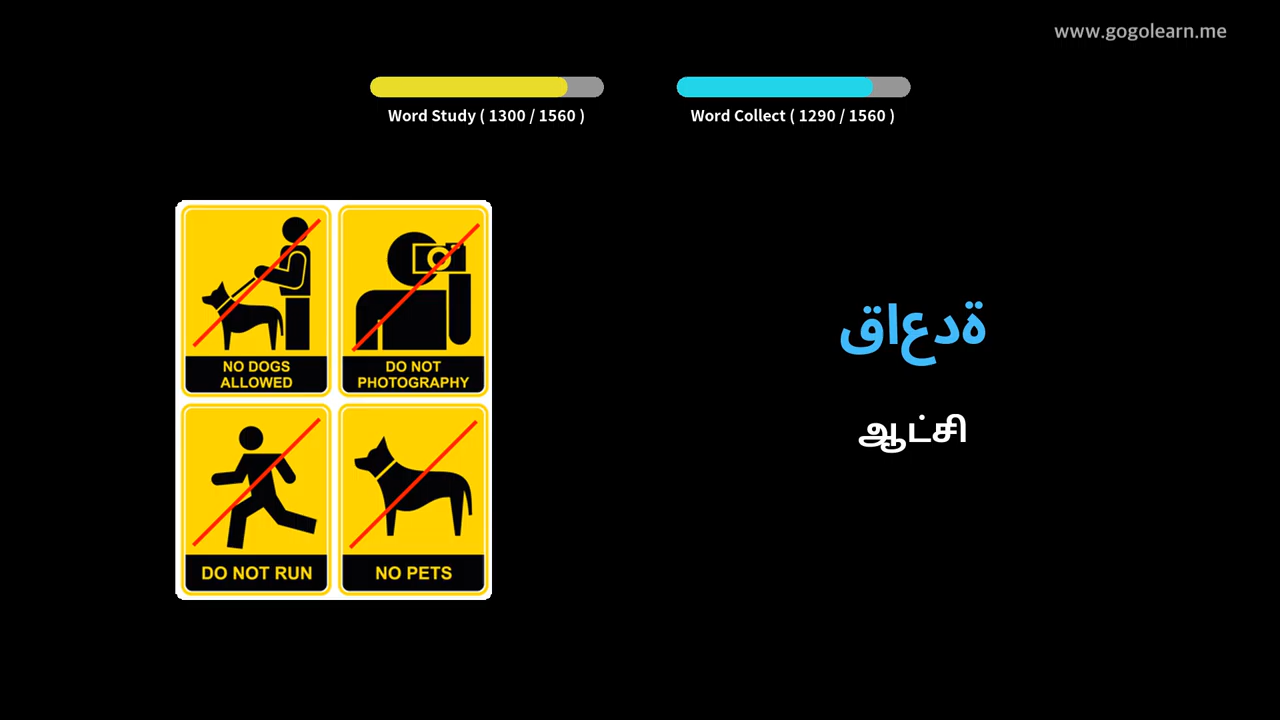 www.gogolearn.me
Word Study ( 1300 / 1560 )
Word Collect ( 1290 / 1560 )
NO DOGS
ALLOWED
DO NOT
PHOTOGRAPHY
DO NOT RUN
NO PETS
ةدعاق
ஆட்சி